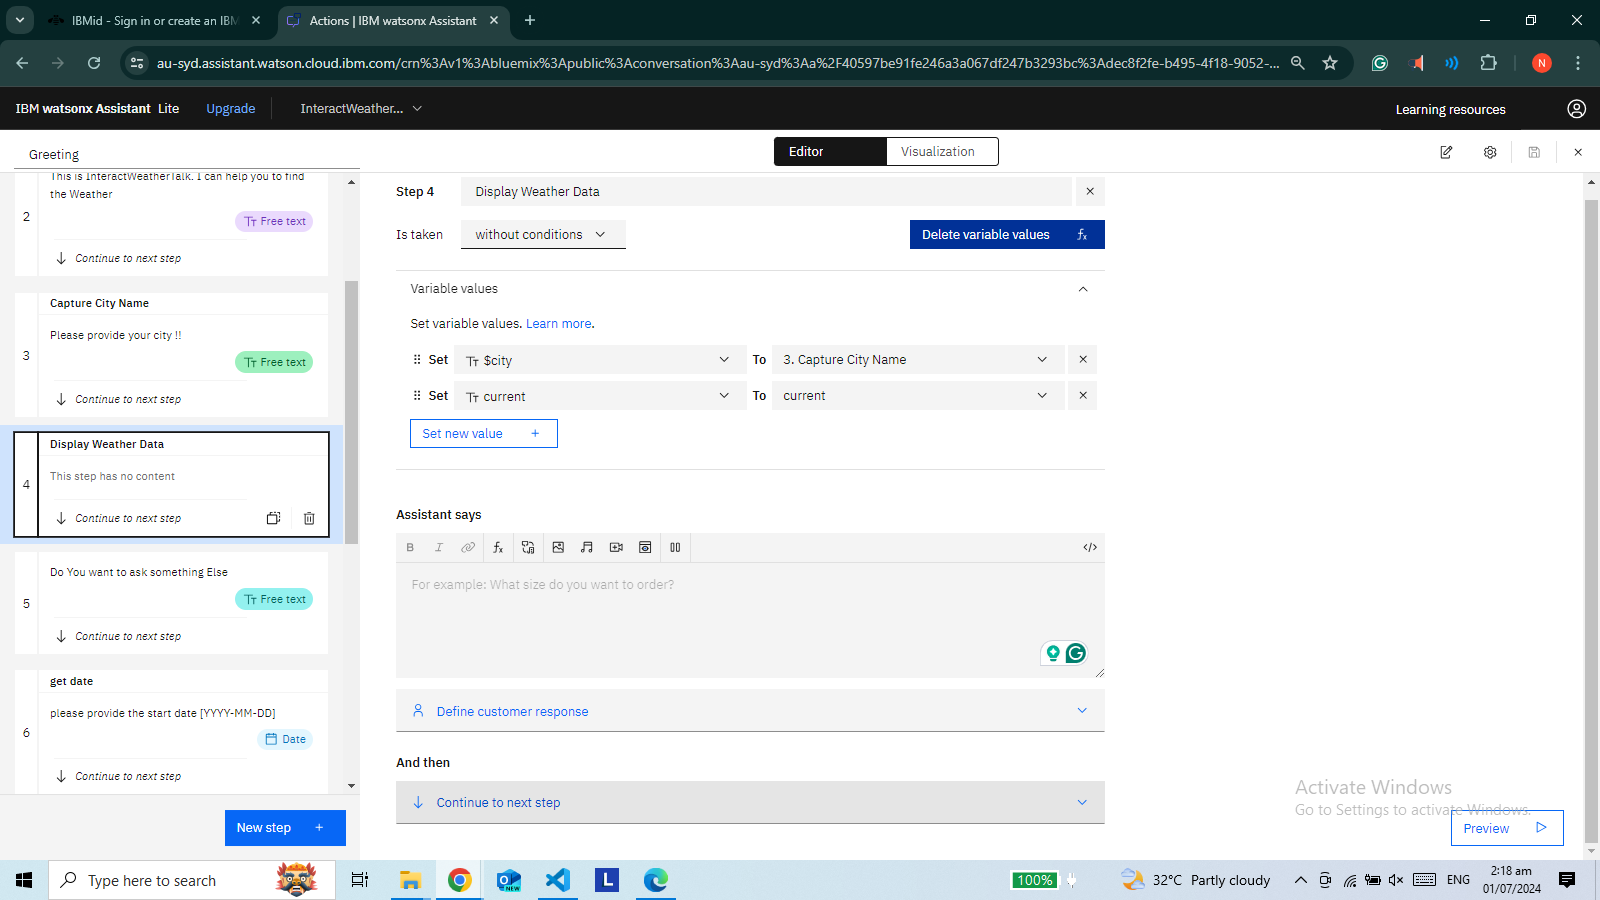 IBMid - Sign in or create an IBM
Actions | IBM watsonx Assistant
au-syd.assistant.watson.cloud.ibm.com/crn%3Av1%3Abluemix%3Apublic%3Aconversation%3Aau-syd%3Aa%2F40597be91fe246a3a067df247b3293bc%3Adec8f2fe-b495-4f18-9052-...
N
IBM watsonx Assistant Lite
Upgrade
InteractWeather...
Learning resources
Greeting
Editor
Visualization
This is InteractWeatherTalk. I can help you to find
the Weather
2
Tт Free text
Continue to next step
Capture City Name
Please provide your city !!
3
Tт Free text
Continue to next step
Display Weather Data
This step has no content
4
Continue to next step
Do You want to ask something Else
5
Tт Free text
Continue to next step
get date
please provide the start date [YYYY-MM-DD]
6
Date
Continue to next step
New step +
Step 4
Display Weather Data
Is taken
without conditions
Delete variable values fx
Variable values
Set variable values. Learn more.
Set Tт $city To 3. Capture City Name
Set Tт current To current
Set new value +
Assistant says
B I fx </>
For example: What size do you want to order?
Define customer response
And then
Continue to next step
Activate Windows
Go to Settings to activate Windows.
Preview
Type here to search
NEW
L
100%
32°C Partly cloudy
ENG
2:18 am
01/07/2024